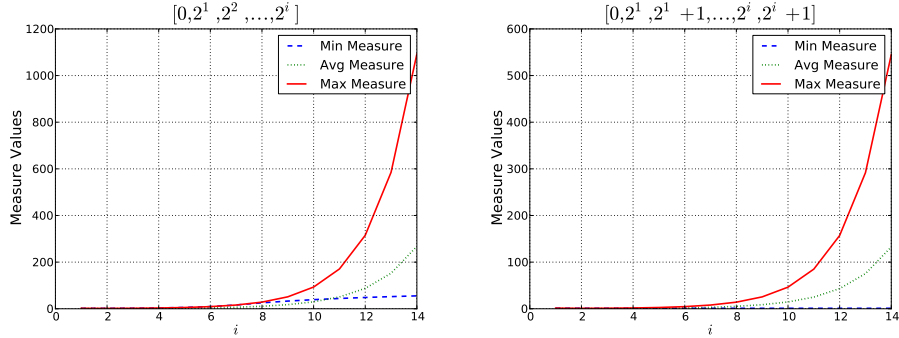 [0,2^1 ,2^2 ,...,2^i ]
1200
1000
800
600
400
200
0
Measure Values
Min Measure
Avg Measure
Max Measure
0 2 4 6 8 10 12 14
i
[0,2^1 ,2^1 +1,...,2^i ,2^i +1]
600
500
400
300
200
100
0
Measure Values
Min Measure
Avg Measure
Max Measure
0 2 4 6 8 10 12 14
i